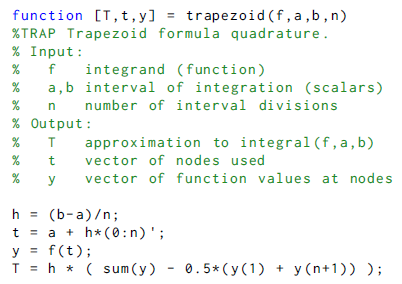 function [T,t,y] = trapezoid(f,a,b,n)
%TRAP Trapezoid formula quadrature.
% Input:
%   f   integrand (function)
%   a,b interval of integration (scalars)
%   n   number of interval divisions
% Output:
%   T   approximation to integral(f,a,b)
%   t   vector of nodes used
%   y   vector of function values at nodes
h = (b-a)/n;
t = a + h*(0:n)';
y = f(t);
T = h * ( sum(y) - 0.5*(y(1) + y(n+1)) );